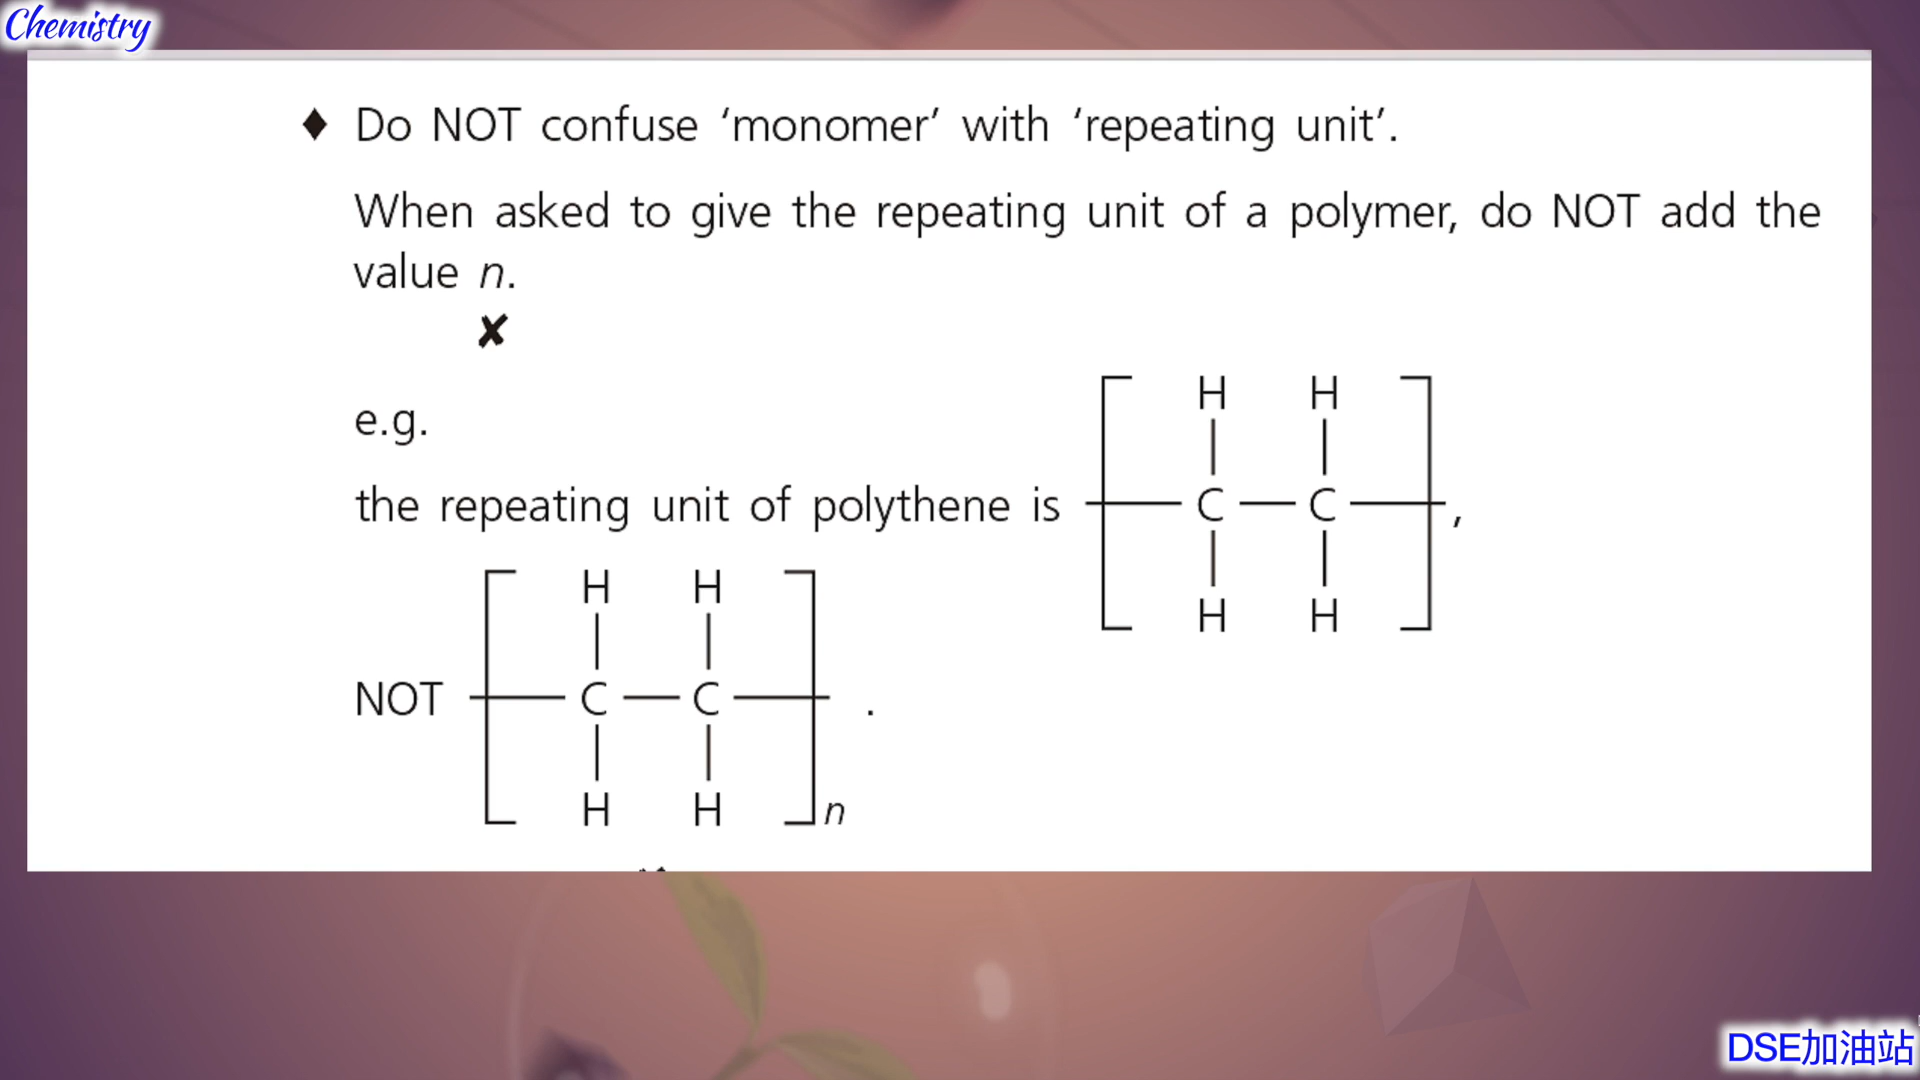 Chemistry
♦ Do NOT confuse ‘monomer’ with ‘repeating unit’.
When asked to give the repeating unit of a polymer, do NOT add the
value n.
✘
e.g.
H H
the repeating unit of polythene is C — C ,
H H
H H
NOT C — C .
H H n
DSE加油站